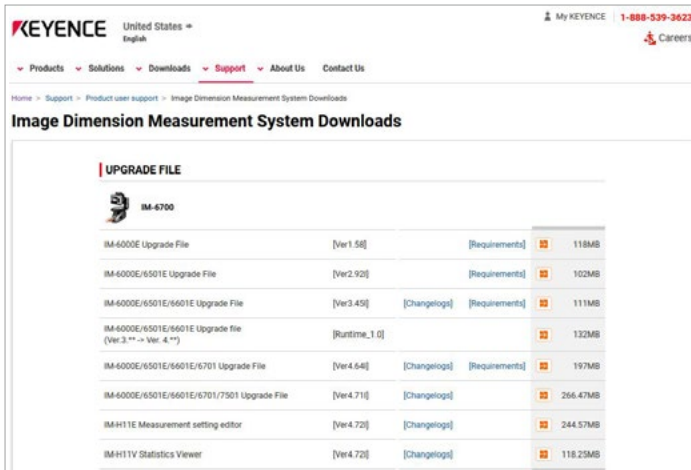 KEYENCE United States
English
My KEYENCE 1-888-539-3623
Careers
Products Solutions Downloads Support About Us Contact Us
Home > Support > Product user support > Image Dimension Measurement System Downloads
Image Dimension Measurement System Downloads
UPGRADE FILE
IM-6700
IM-6000E Upgrade File [Ver1.58] [Requirements] 118MB
IM-6000E/6501E Upgrade File [Ver2.92I] [Requirements] 102MB
IM-6000E/6501E/6601E Upgrade File [Ver3.45I] [Changelogs] [Requirements] 111MB
IM-6000E/6501E/6601E Upgrade file
(Ver.3.** -> Ver. 4.**) [Runtime_1.0] 132MB
IM-6000E/6501E/6601E/6701 Upgrade File [Ver4.64I] [Changelogs] [Requirements] 197MB
IM-6000E/6501E/6601E/6701/7501 Upgrade File [Ver4.71I] [Changelogs] 266.47MB
IM-H11E Measurement setting editor [Ver4.72I] [Changelogs] 244.57MB
IM-H11V Statistics Viewer [Ver4.72I] [Changelogs] 118.25MB